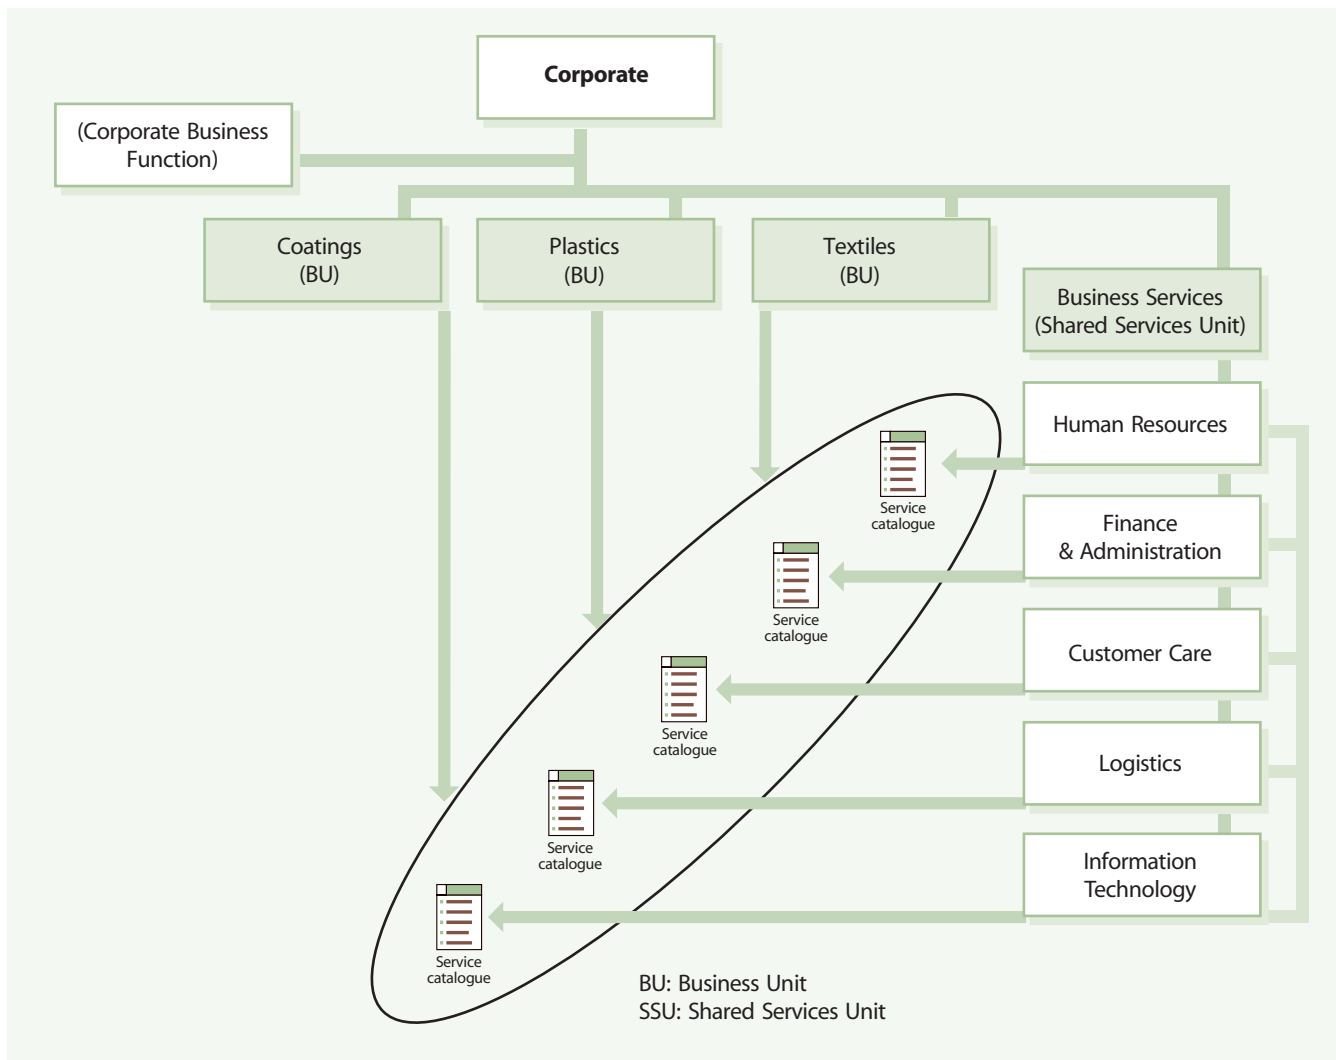 Corporate
(Corporate Business
Function)
Coatings
(BU)
Plastics
(BU)
Textiles
(BU)
Business Services
(Shared Services Unit)
Human Resources
Service
catalogue
Finance
& Administration
Service
catalogue
Customer Care
Service
catalogue
Logistics
Service
catalogue
Information
Technology
Service
catalogue
BU: Business Unit
SSU: Shared Services Unit